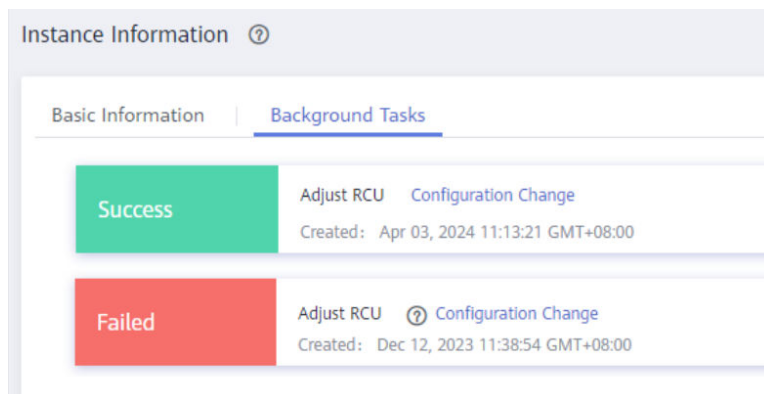 Instance Information ?
Basic Information Background Tasks
Success
Adjust RCU Configuration Change
Created: Apr 03, 2024 11:13:21 GMT+08:00
Failed
Adjust RCU ? Configuration Change
Created: Dec 12, 2023 11:38:54 GMT+08:00